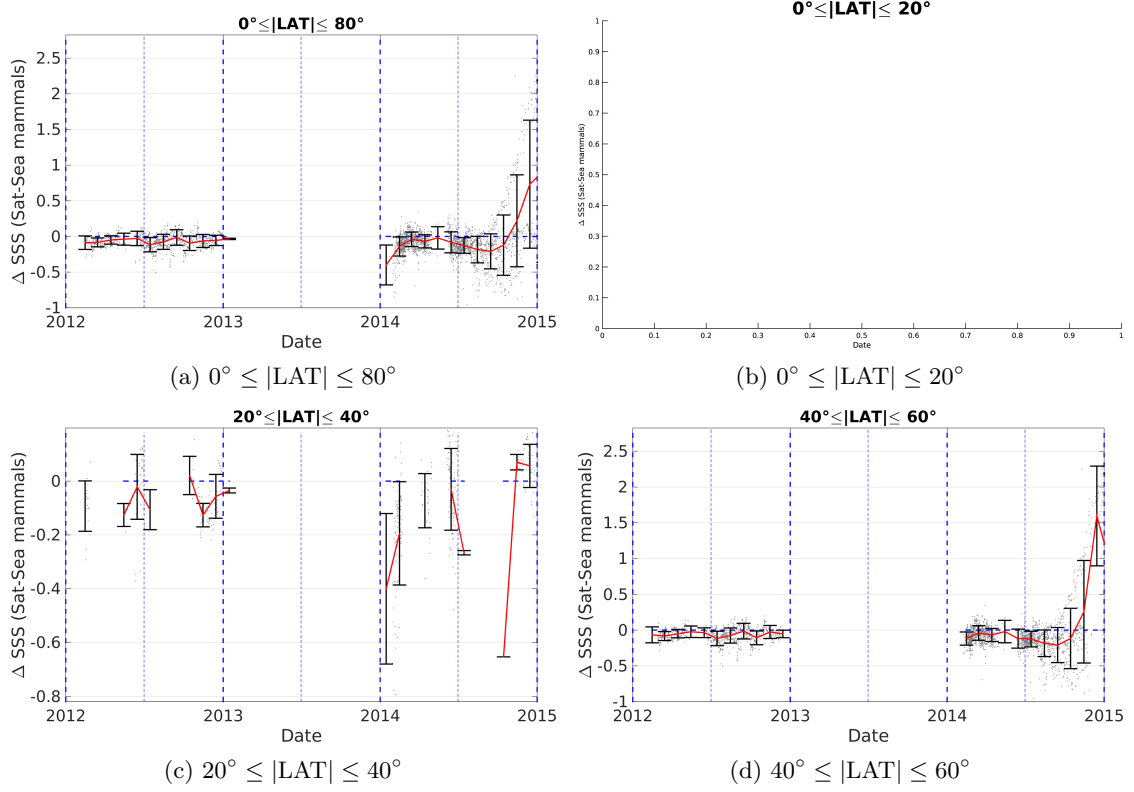 0°≤|LAT|≤ 80°
Δ SSS (Sat-Sea mammals)
2.5
2
1.5
1
0.5
0
-0.5
-1
2012 2013 2014 2015
Date
(a) 0° ≤ |LAT| ≤ 80°
0°≤|LAT|≤ 20°
Δ SSS (Sat-Sea mammals)
1
0.9
0.8
0.7
0.6
0.5
0.4
0.3
0.2
0.1
0
0 0.1 0.2 0.3 0.4 0.5 0.6 0.7 0.8 0.9 1
Date
(b) 0° ≤ |LAT| ≤ 20°
20°≤|LAT|≤ 40°
Δ SSS (Sat-Sea mammals)
0
-0.2
-0.4
-0.6
-0.8
2012 2013 2014 2015
Date
(c) 20° ≤ |LAT| ≤ 40°
40°≤|LAT|≤ 60°
Δ SSS (Sat-Sea mammals)
2.5
2
1.5
1
0.5
0
-0.5
-1
2012 2013 2014 2015
Date
(d) 40° ≤ |LAT| ≤ 60°